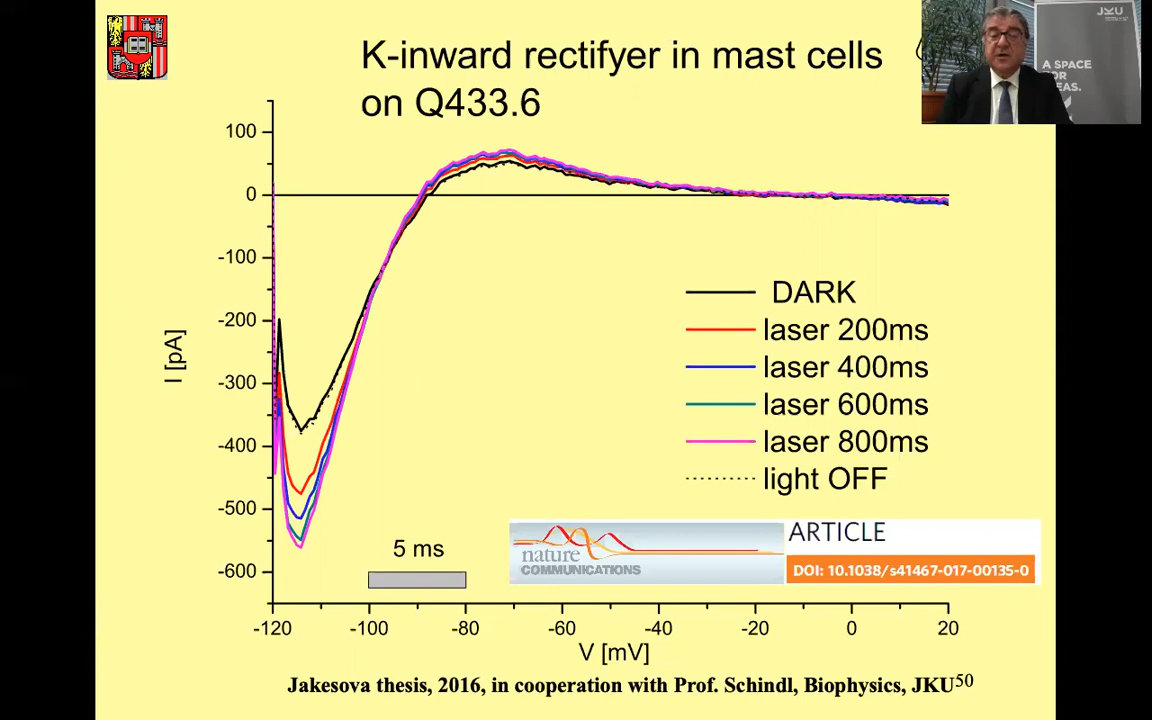 K-inward rectifyer in mast cells
on Q433.6
JKU
A SPACE
FOR
IDEAS.
100
0
-100
-200
-300
-400
-500
-600
I [pA]
DARK
laser 200ms
laser 400ms
laser 600ms
laser 800ms
light OFF
5 ms
nature
COMMUNICATIONS
ARTICLE
DOI: 10.1038/s41467-017-00135-0
-120
-100
-80
-60
-40
-20
0
20
V [mV]
Jakesova thesis, 2016, in cooperation with Prof. Schindl, Biophysics, JKU50